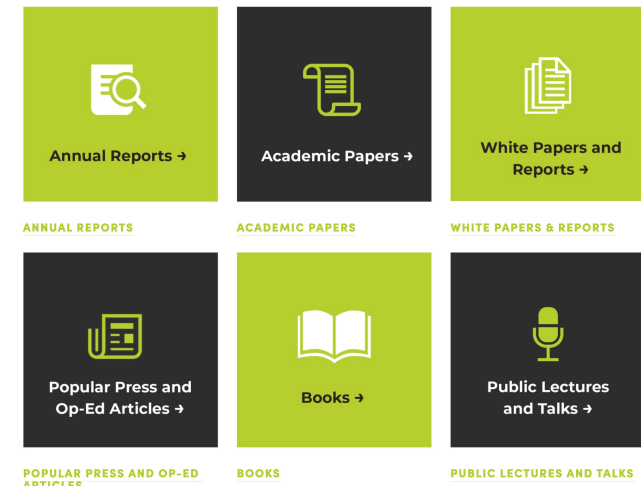 Annual Reports →
Academic Papers →
White Papers and
Reports →
ANNUAL REPORTS
ACADEMIC PAPERS
WHITE PAPERS & REPORTS
Popular Press and
Op-Ed Articles →
Books →
Public Lectures
and Talks →
POPULAR PRESS AND OP-ED
ARTICLES
BOOKS
PUBLIC LECTURES AND TALKS